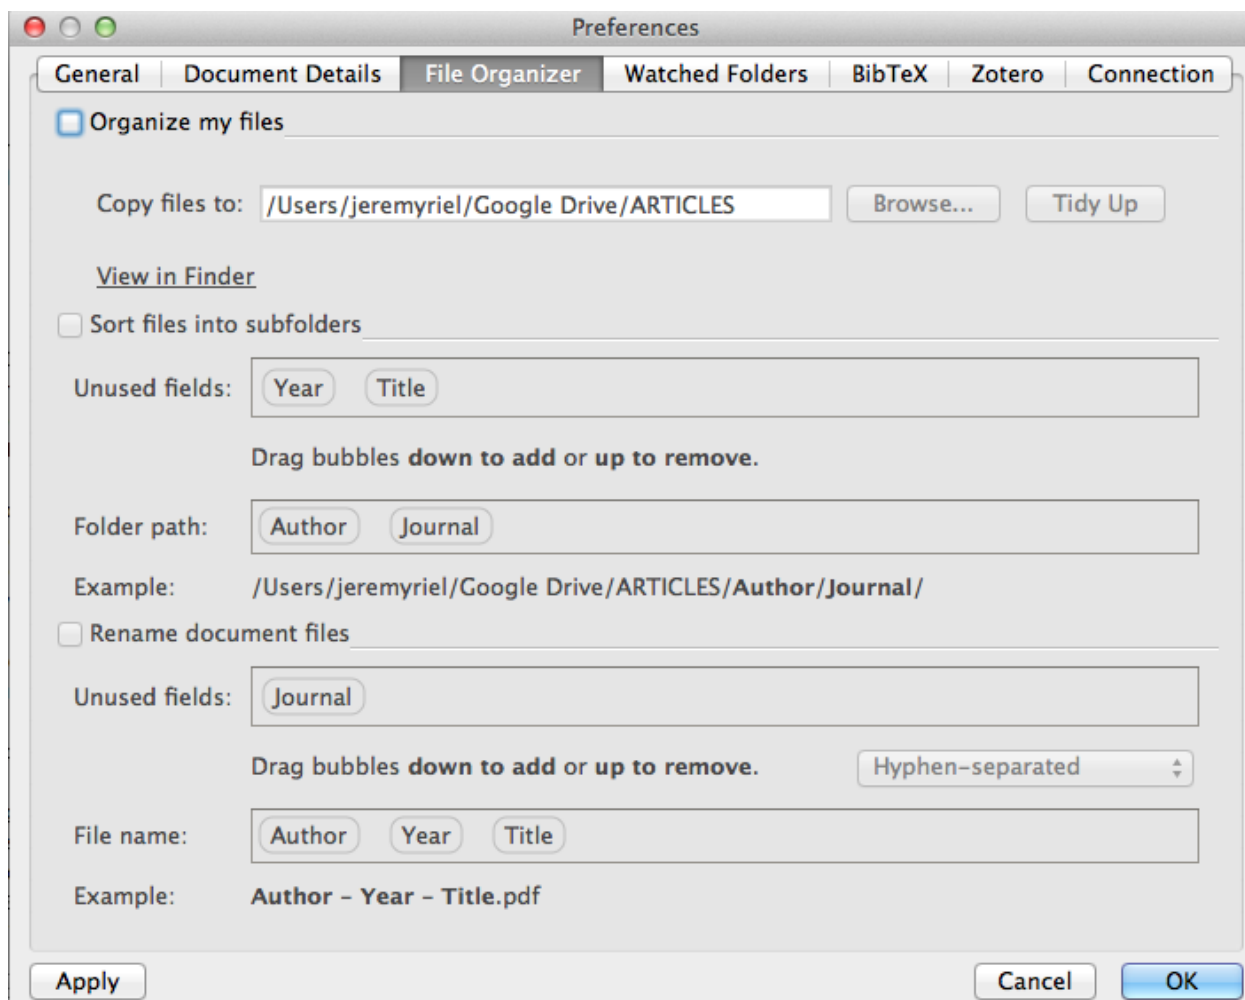 Preferences
General Document Details File Organizer Watched Folders BibTeX Zotero Connection
Organize my files
Copy files to: /Users/jeremyriel/Google Drive/ARTICLES Browse... Tidy Up
View in Finder
Sort files into subfolders
Unused fields: Year Title
Drag bubbles down to add or up to remove.
Folder path: Author Journal
Example: /Users/jeremyriel/Google Drive/ARTICLES/Author/Journal/
Rename document files
Unused fields: Journal
Drag bubbles down to add or up to remove. Hyphen-separated
File name: Author Year Title
Example: Author - Year - Title.pdf
Apply Cancel OK